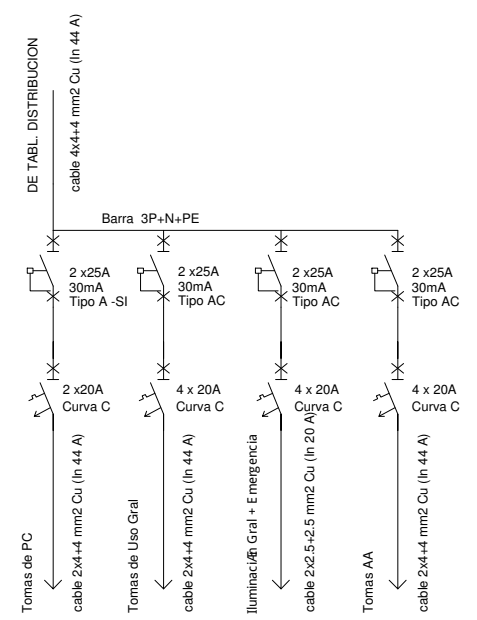 DE TABL. DISTRIBUCION
cable 4x4+4 mm2 Cu (In 44 A)
Barra 3P+N+PE
2 x25A
30mA
Tipo A -SI
2 x25A
30mA
Tipo AC
2 x25A
30mA
Tipo AC
2 x25A
30mA
Tipo AC
2 x20A
Curva C
4 x 20A
Curva C
4 x 20A
Curva C
4 x 20A
Curva C
Tomas de PC
cable 2x4+4 mm2 Cu (In 44 A)
Tomas de Uso Gral
cable 2x4+4 mm2 Cu (In 44 A)
Gral + Emergencia
cable 2x2.5+2.5 mm2 Cu (In 20 A)
Tomas AA
cable 2x4+4 mm2 Cu (In 44 A)